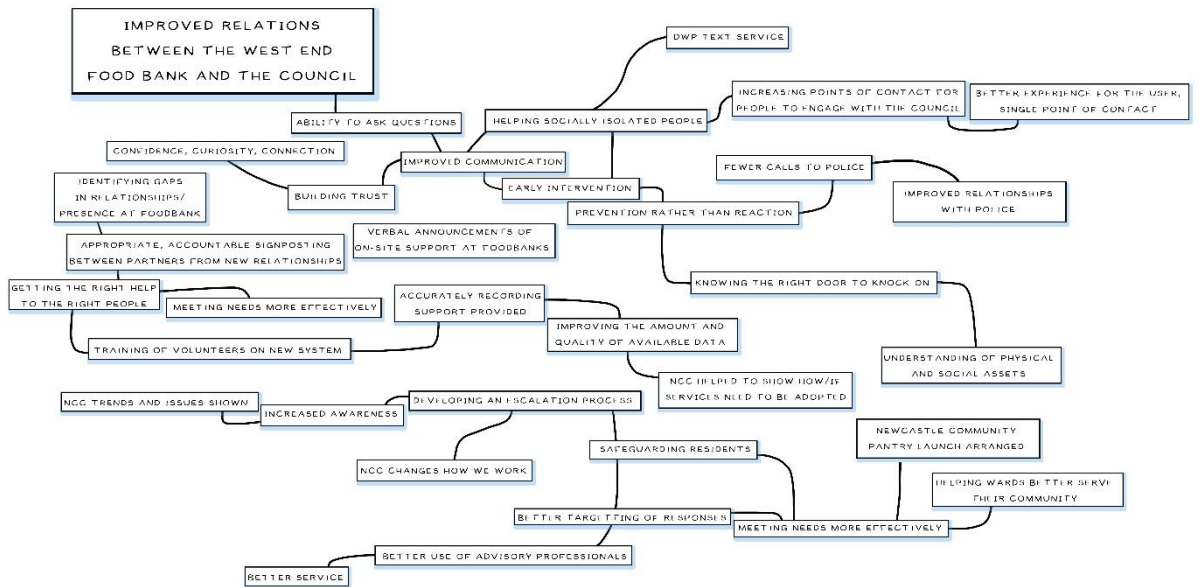 IMPROVED RELATIONS
BETWEEN THE WEST END
FOOD BANK AND THE COUNCIL
DWP TEXT SERVICE
INCREASING POINTS OF CONTACT FOR
PEOPLE TO ENGAGE WITH THE COUNCIL
BETTER EXPERIENCE FOR THE USER,
SINGLE POINT OF CONTACT
ABILITY TO ASK QUESTIONS
HELPING SOCIALLY ISOLATED PEOPLE
CONFIDENCE, CURIOSITY, CONNECTION
IMPROVED COMMUNICATION
FEWER CALLS TO POLICE
IDENTIFYING GAPS
IN RELATIONSHIPS/
PRESENCE AT FOODBANK
BUILDING TRUST
EARLY INTERVENTION
IMPROVED RELATIONSHIPS
WITH POLICE
PREVENTION RATHER THAN REACTION
VERBAL ANNOUNCEMENTS OF
ON-SITE SUPPORT AT FOODBANKS
APPROPRIATE, ACCOUNTABLE SIGNPOSTING
BETWEEN PARTNERS FROM NEW RELATIONSHIPS
GETTING THE RIGHT HELP
TO THE RIGHT PEOPLE
MEETING NEEDS MORE EFFECTIVELY
ACCURATELY RECORDING
SUPPORT PROVIDED
KNOWING THE RIGHT DOOR TO KNOCK ON
IMPROVING THE AMOUNT AND
QUALITY OF AVAILABLE DATA
TRAINING OF VOLUNTEERS ON NEW SYSTEM
UNDERSTANDING OF PHYSICAL
AND SOCIAL ASSETS
NCC HELPED TO SHOW HOW/IF
SERVICES NEED TO BE ADOPTED
NCC TRENDS AND ISSUES SHOWN
INCREASED AWARENESS
DEVELOPING AN ESCALATION PROCESS
NEWCASTLE COMMUNITY
PANTRY LAUNCH ARRANGED
SAFEGUARDING RESIDENTS
NCC CHANGES HOW WE WORK
HELPING WARDS BETTER SERVE
THEIR COMMUNITY
BETTER TARGETTING OF RESPONSES
MEETING NEEDS MORE EFFECTIVELY
BETTER USE OF ADVISORY PROFESSIONALS
BETTER SERVICE